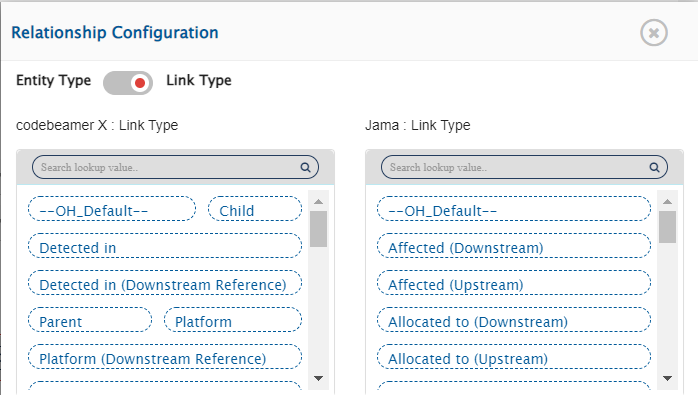 Relationship Configuration
Entity Type Link Type
codebeamer X : Link Type
Search lookup value..
--OH_Default-- Child
Detected in
Detected in (Downstream Reference)
Parent Platform
Platform (Downstream Reference)
Jama : Link Type
Search lookup value..
--OH_Default--
Affected (Downstream)
Affected (Upstream)
Allocated to (Downstream)
Allocated to (Upstream)